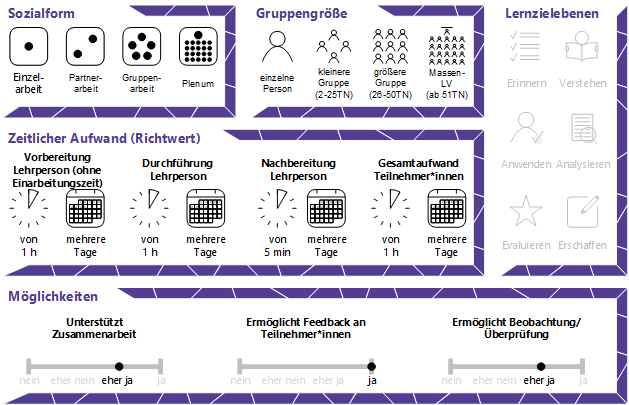 Sozialform
Einzel-
arbeit
Partner-
arbeit
Gruppen-
arbeit
Plenum
Gruppengröße
einzelne
Person
kleinere
Gruppe
(2-25TN)
größere
Gruppe
(26-50TN)
Massen-
LV
(ab 51TN)
Lernzielebenen
Erinnern
Verstehen
Anwenden
Analysieren
Evaluieren
Erschaffen
Zeitlicher Aufwand (Richtwert)
Vorbereitung
Lehrperson (ohne
Einarbeitungszeit)
von
1 h
mehrere
Tage
Durchführung
Lehrperson
von
1 h
mehrere
Tage
Nachbereitung
Lehrperson
von
5 min
mehrere
Tage
Gesamtaufwand
Teilnehmer*innen
von
1 h
mehrere
Tage
Möglichkeiten
Unterstützt
Zusammenarbeit
nein eher nein eher ja ja
Ermöglicht Feedback an
Teilnehmer*innen
nein eher nein eher ja ja
Ermöglicht Beobachtung/
Überprüfung
nein eher nein eher ja ja